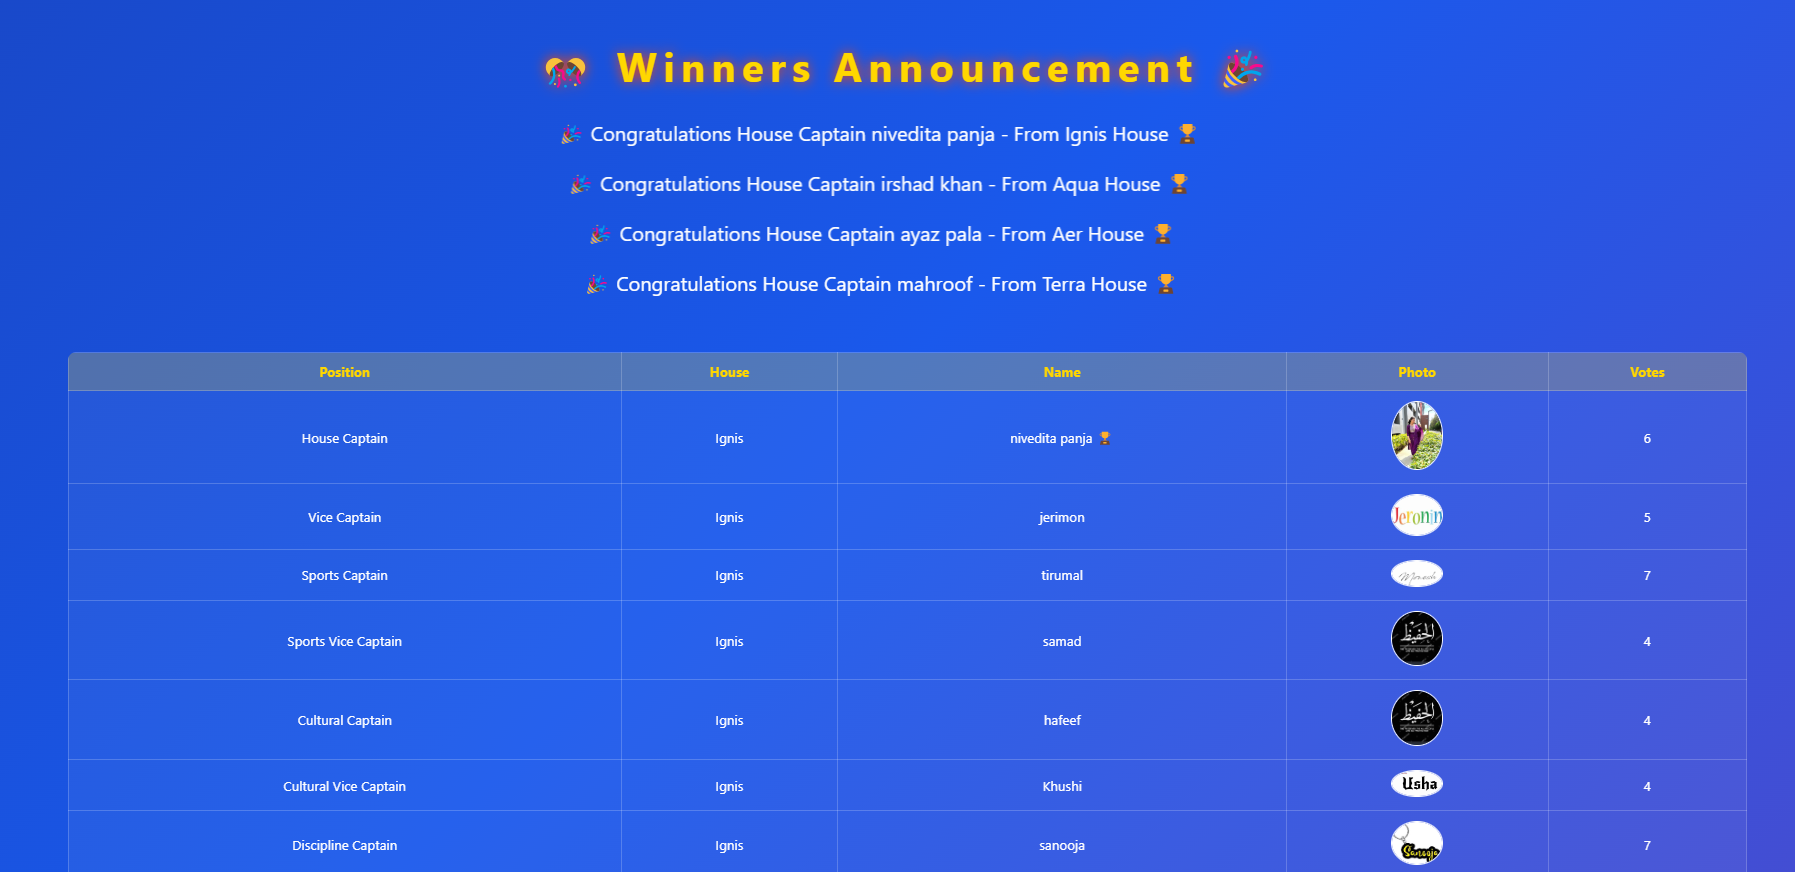 🎊 Winners Announcement 🎉
🎉 Congratulations House Captain nivedita panja - From Ignis House 🏆
🎉 Congratulations House Captain irshad khan - From Aqua House 🏆
🎉 Congratulations House Captain ayaz pala - From Aer House 🏆
🎉 Congratulations House Captain mahroof - From Terra House 🏆
Position House Name Photo Votes
House Captain Ignis nivedita panja 🏆 6
Vice Captain Ignis jerimon Jeronin 5
Sports Captain Ignis tirumal 7
Sports Vice Captain Ignis samad الحفيظ 4
Cultural Captain Ignis hafeef الحفيظ 4
Cultural Vice Captain Ignis Khushi Usha 4
Discipline Captain Ignis sanooja Sanooja 7